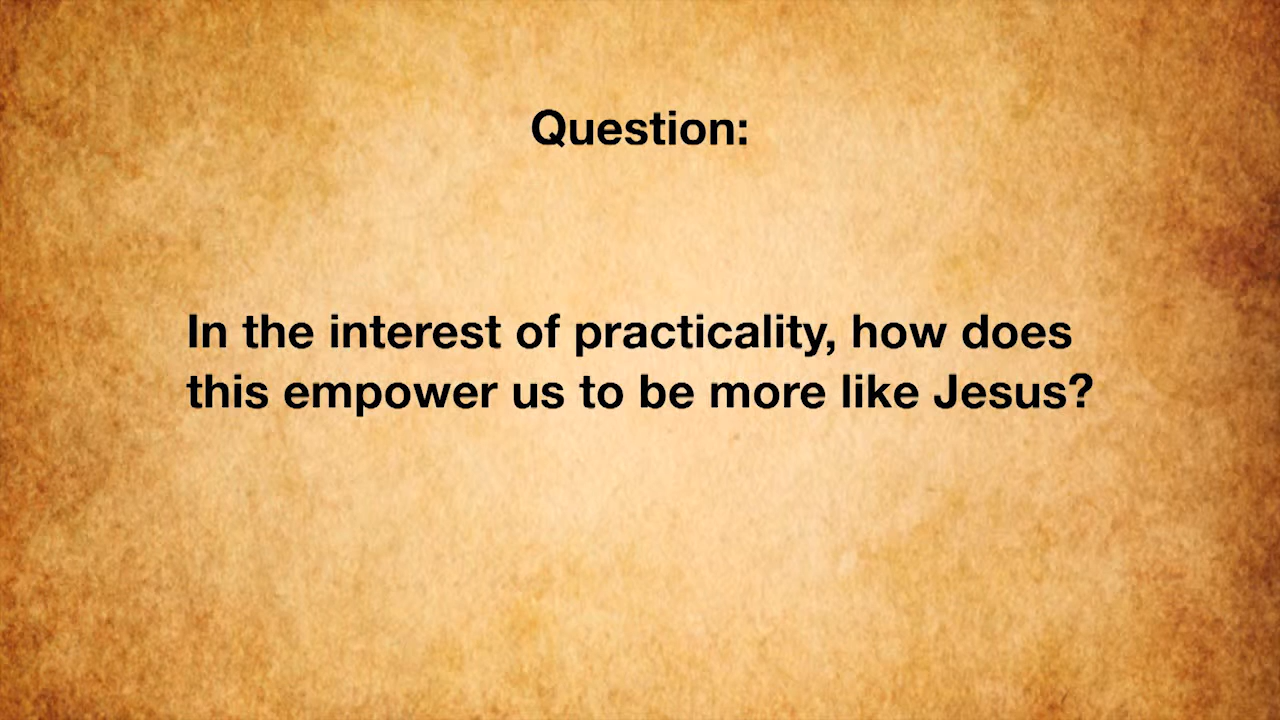 Question:
In the interest of practicality, how does
this empower us to be more like Jesus?